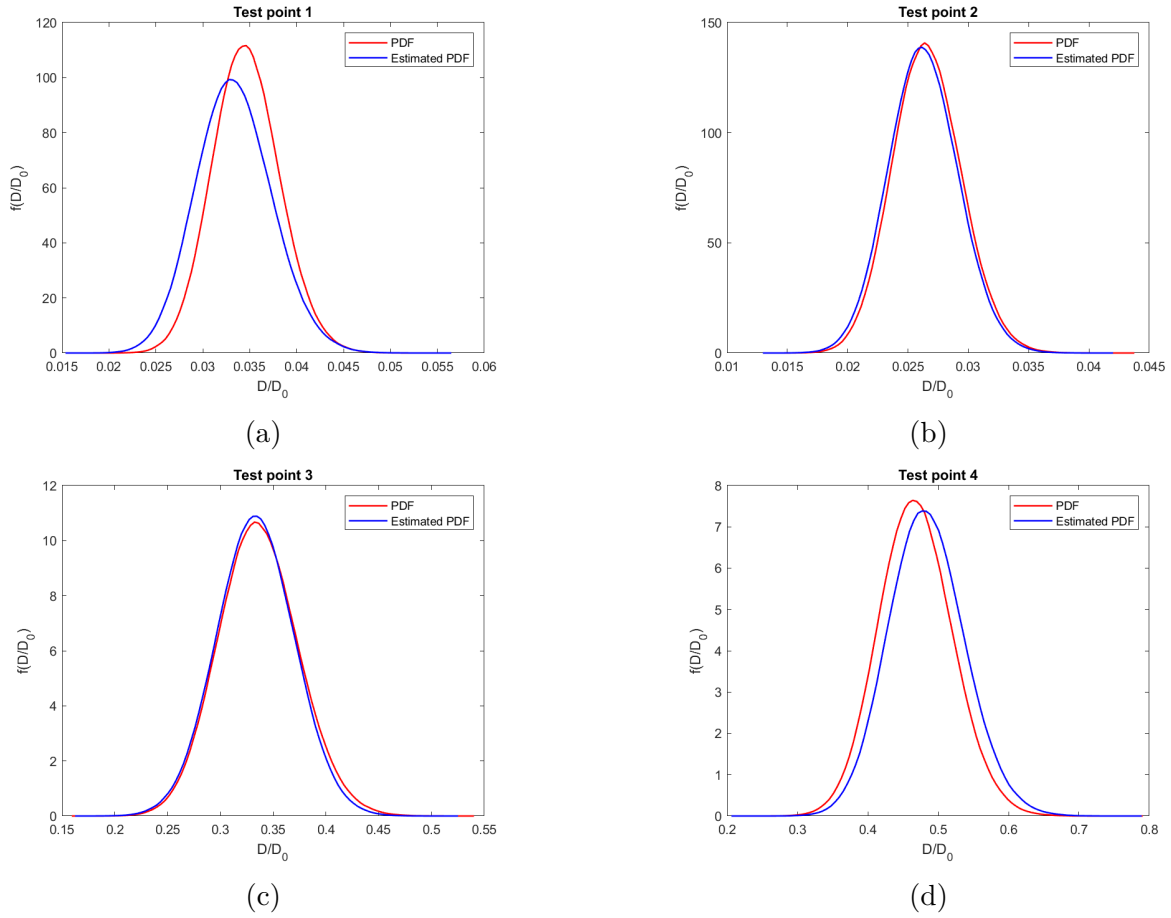 Test point 1
120
100
80
60
40
20
0
f(D/D0)
PDF
Estimated PDF
0.015 0.02 0.025 0.03 0.035 0.04 0.045 0.05 0.055 0.06
D/D0
(a)
Test point 2
150
100
50
0
f(D/D0)
PDF
Estimated PDF
0.01 0.015 0.02 0.025 0.03 0.035 0.04 0.045
D/D0
(b)
Test point 3
12
10
8
6
4
2
0
f(D/D0)
PDF
Estimated PDF
0.15 0.2 0.25 0.3 0.35 0.4 0.45 0.5 0.55
D/D0
(c)
Test point 4
8
7
6
5
4
3
2
1
0
f(D/D0)
PDF
Estimated PDF
0.2 0.3 0.4 0.5 0.6 0.7 0.8
D/D0
(d)